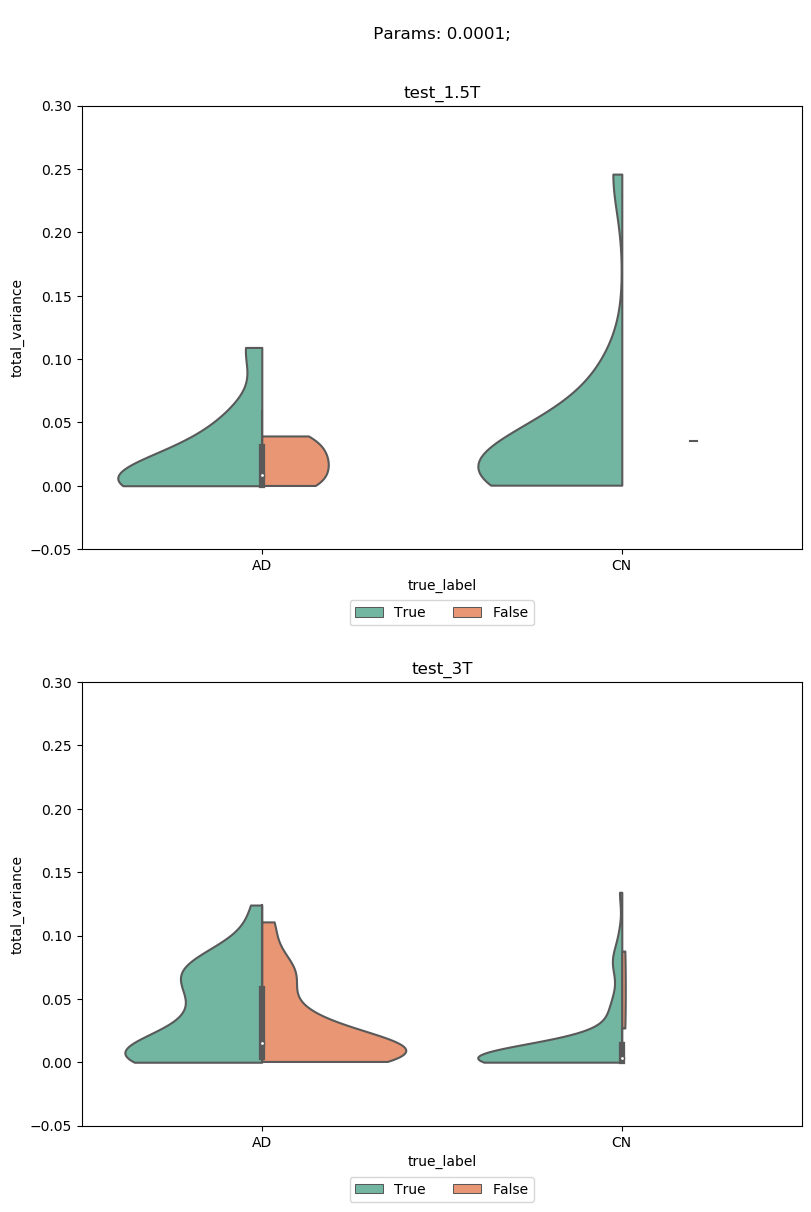 Params: 0.0001;
test_1.5T
0.30
0.25
0.20
0.15
0.10
0.05
0.00
−0.05
total_variance
AD CN
true_label
True False
test_3T
0.30
0.25
0.20
0.15
0.10
0.05
0.00
−0.05
total_variance
AD CN
true_label
True False